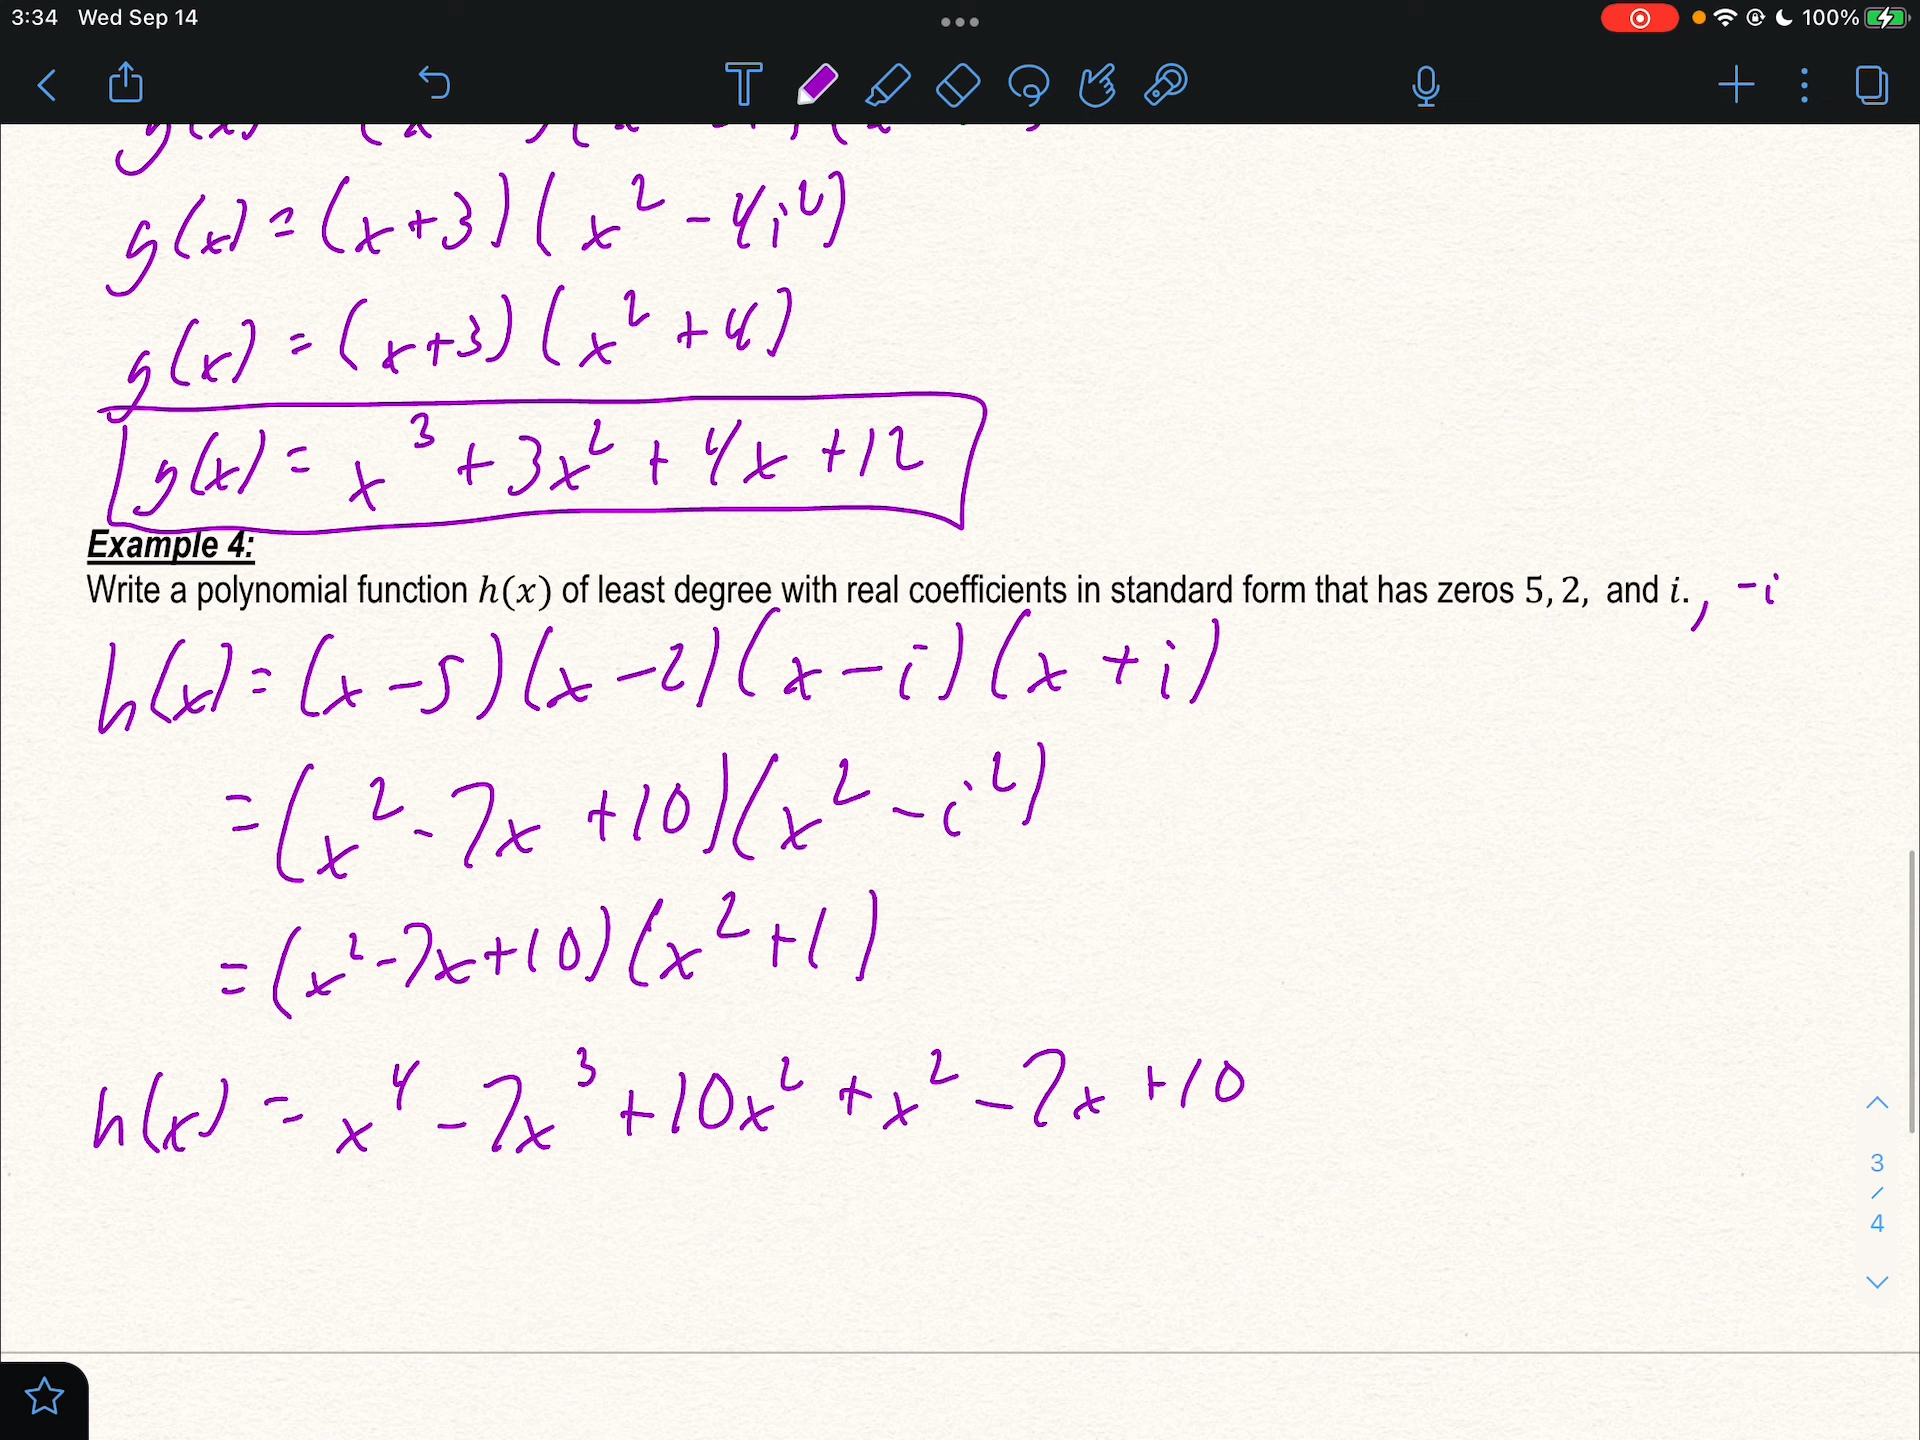 3:34 Wed Sep 14
100%
T
g(x) = (x+3)(x² - 4i²)
g(x) = (x+3)(x² + 4)
g(x) = x³ + 3x² + 4x + 12
Example 4:
Write a polynomial function h(x) of least degree with real coefficients in standard form that has zeros 5, 2, and i. , -i
h(x) = (x - 5)(x - 2)(x - i)(x + i)
= (x² - 7x + 10)(x² - i²)
= (x² - 7x + 10)(x² + 1)
h(x) = x⁴ - 7x³ + 10x² + x² - 7x + 10
3
/
4